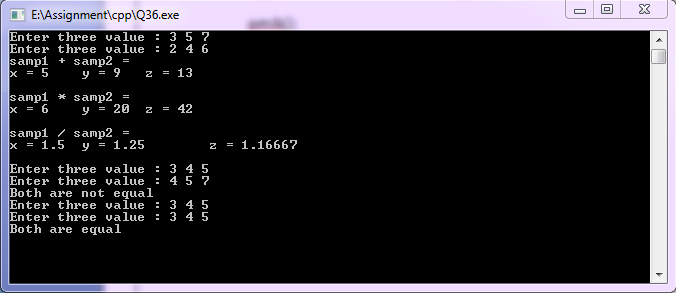 E:\Assignment\cpp\Q36.exe
Enter three value : 3 5 7
Enter three value : 2 4 6
samp1 + samp2 =
x = 5    y = 9   z = 13
samp1 * samp2 =
x = 6    y = 20  z = 42
samp1 / samp2 =
x = 1.5  y = 1.25        z = 1.16667
Enter three value : 3 4 5
Enter three value : 4 5 7
Both are not equal
Enter three value : 3 4 5
Enter three value : 3 4 5
Both are equal